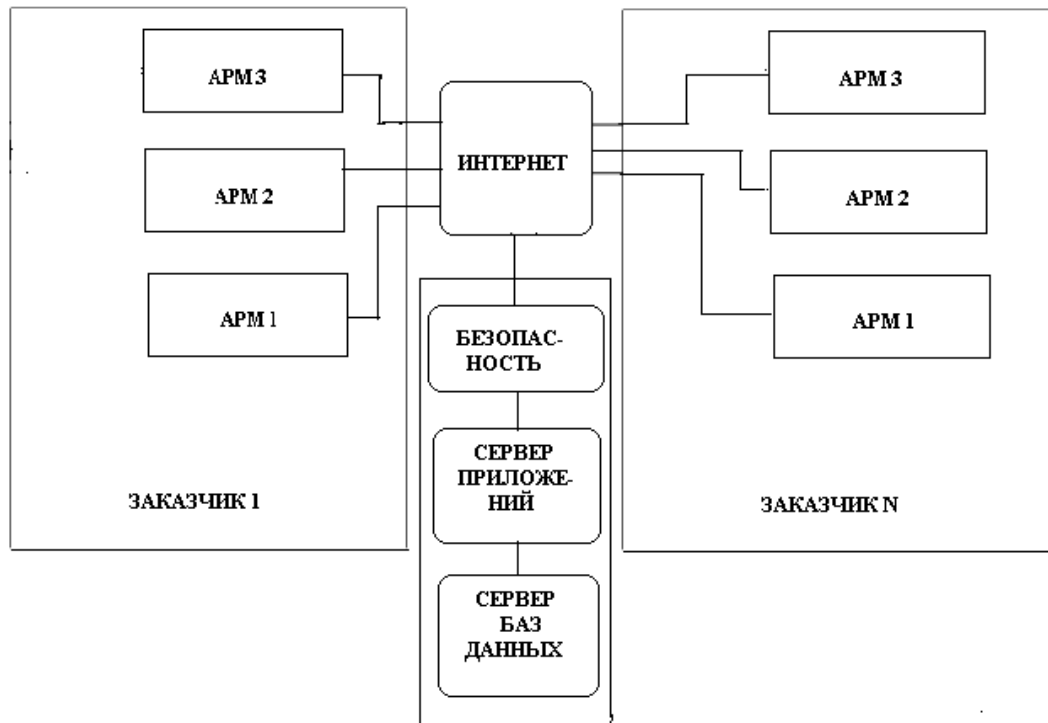 АРМ 3
АРМ 2
АРМ 1
ЗАКАЗЧИК 1
ИНТЕРНЕТ
БЕЗОПАС-
НОСТЬ
СЕРВЕР
ПРИЛОЖЕ-
НИЙ
СЕРВЕР
БАЗ
ДАННЫХ
АРМ 3
АРМ 2
АРМ 1
ЗАКАЗЧИК N